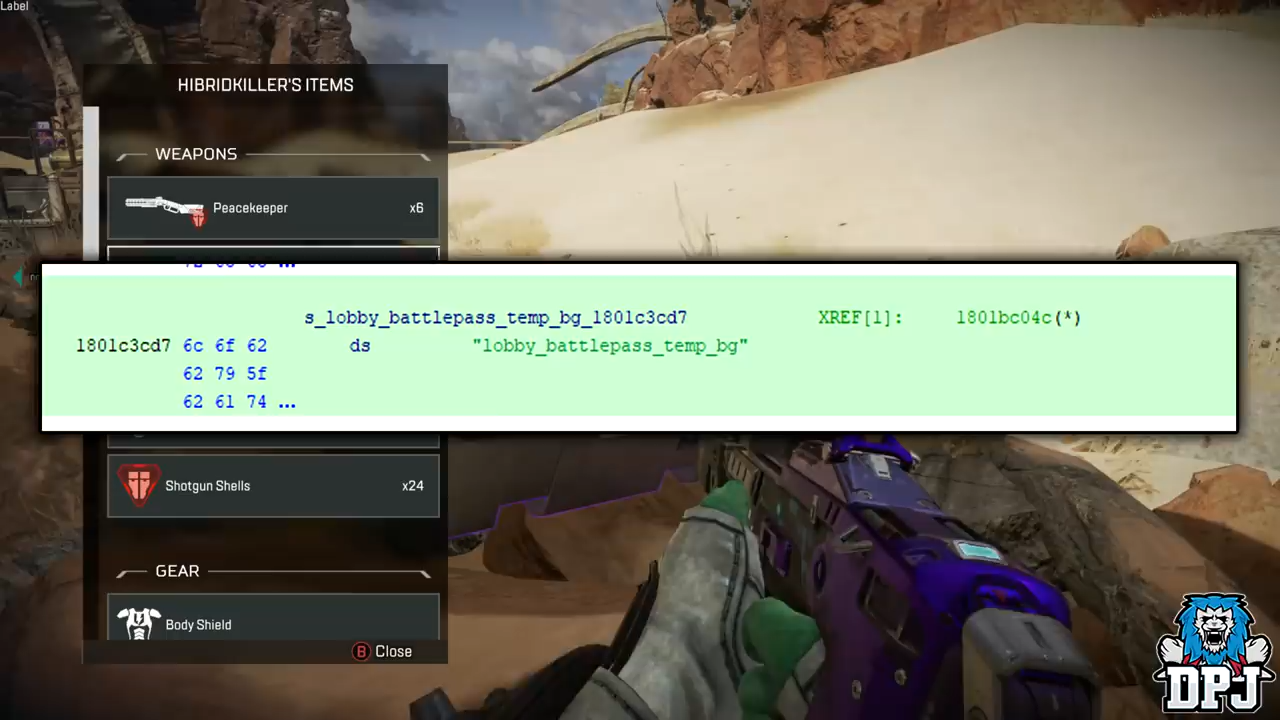 Label
HIBRIDKILLER'S ITEMS
WEAPONS
Peacekeeper x6
s_lobby_battlepass_temp_bg_1801c3cd7 XREF[1]: 1801bc04c(*)
1801c3cd7 6c 6f 62 ds "lobby_battlepass_temp_bg"
62 79 5f
62 61 74 ...
Shotgun Shells x24
GEAR
Body Shield
B Close
DPJ